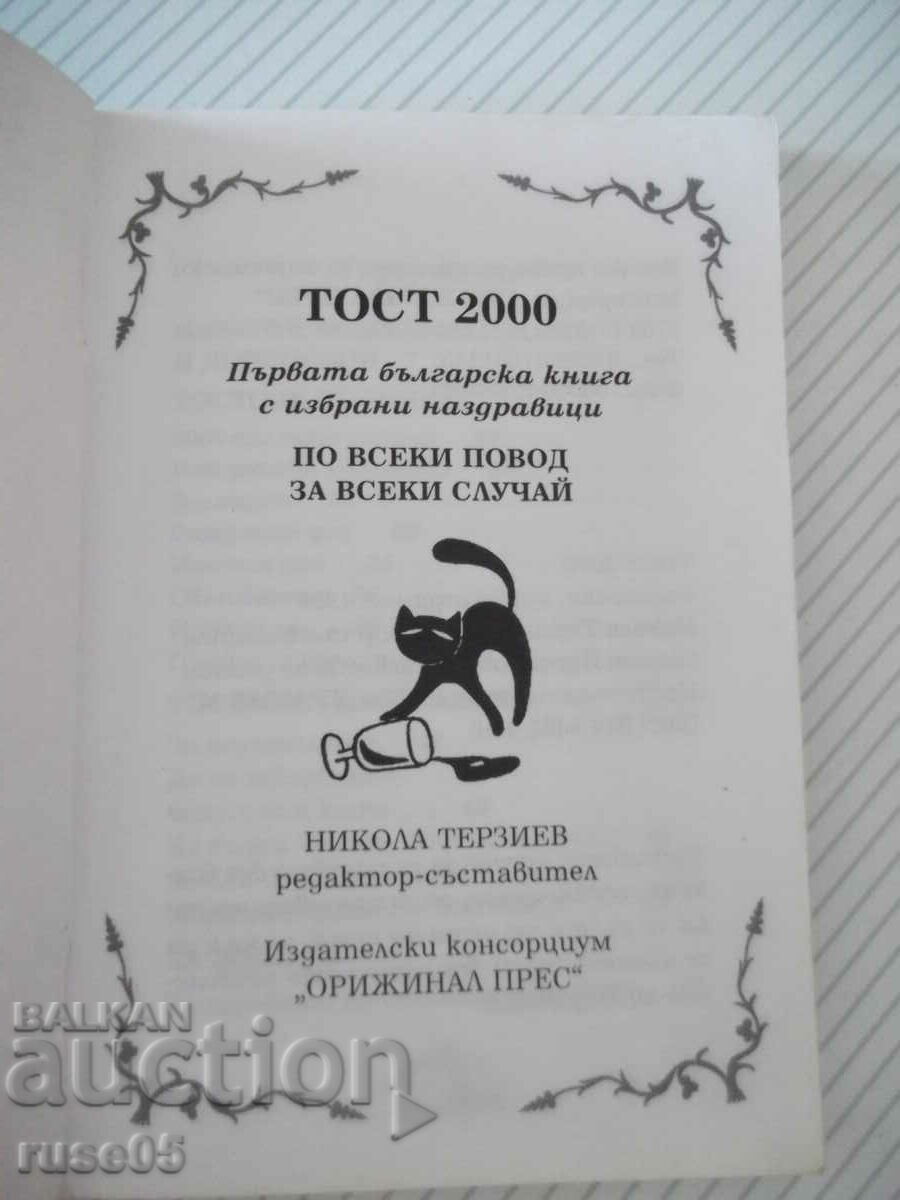 ТОСТ 2000
Първата българска книга
с избрани наздравици
ПО ВСЕКИ ПОВОД
ЗА ВСЕКИ СЛУЧАЙ
НИКОЛА ТЕРЗИЕВ
редактор-съставител
Издателски консорциум
„ОРИЖИНАЛ ПРЕС“
BALKAN
auction
ruse05